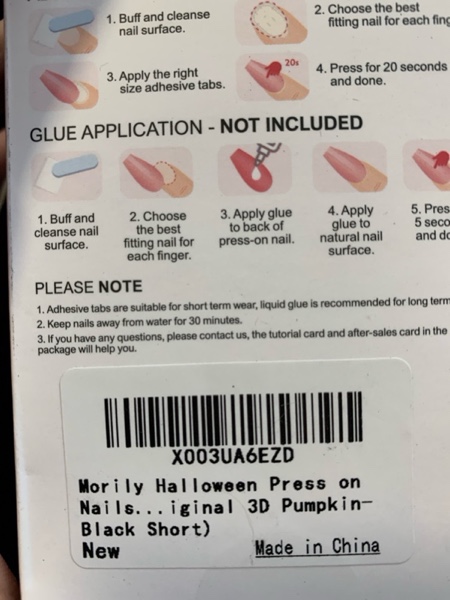 1. Buff and cleanse
nail surface.
2. Choose the best
fitting nail for each
3. Apply the right
size adhesive tabs.
20s
4. Press for 20 seconds
and done.
GLUE APPLICATION - NOT INCLUDED
1. Buff and
cleanse nail
surface.
2. Choose
the best
fitting nail for
each finger.
3. Apply glue
to back of
press-on nail.
4. Apply
glue to
natural nail
surface.
5.
5
and
PLEASE NOTE
1. Adhesive tabs are suitable for short term wear, liquid glue is recommended for long term
2. Keep nails away from water for 30 minutes.
3. If you have any questions, please contact us, the tutorial card and after-sales card in the
package will help you.
X003UA6EZD
Morily Halloween Press on
Nails...iginal 3D Pumpkin-
Black Short)
New
Made in China